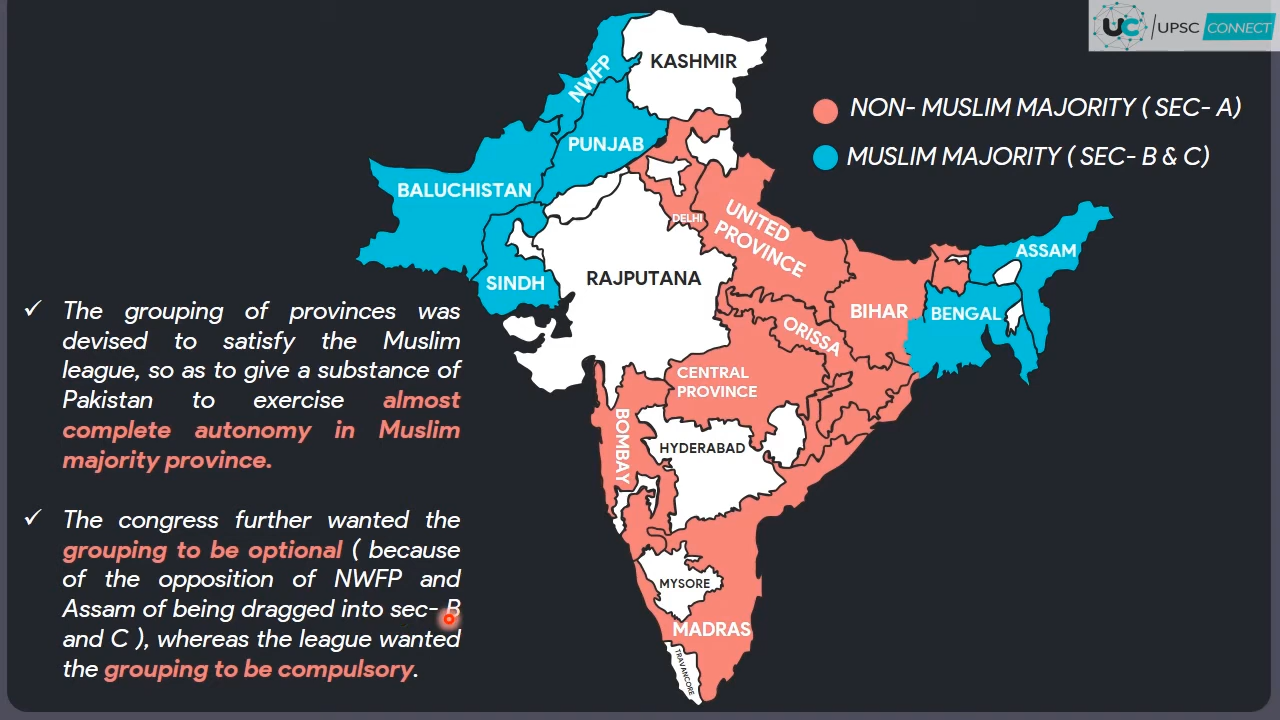 UC UPSC CONNECT
NON- MUSLIM MAJORITY ( SEC- A)
MUSLIM MAJORITY ( SEC- B & C)
KASHMIR
NWFP
PUNJAB
BALUCHISTAN
DELHI
UNITED
PROVINCE
ASSAM
SINDH
RAJPUTANA
BIHAR
BENGAL
ORISSA
CENTRAL
PROVINCE
BOMBAY
HYDERABAD
MYSORE
MADRAS
TRAVANCORE
✓ The grouping of provinces was
devised to satisfy the Muslim
league, so as to give a substance of
Pakistan to exercise almost
complete autonomy in Muslim
majority province.
✓ The congress further wanted the
grouping to be optional ( because
of the opposition of NWFP and
Assam of being dragged into sec- B
and C ), whereas the league wanted
the grouping to be compulsory.